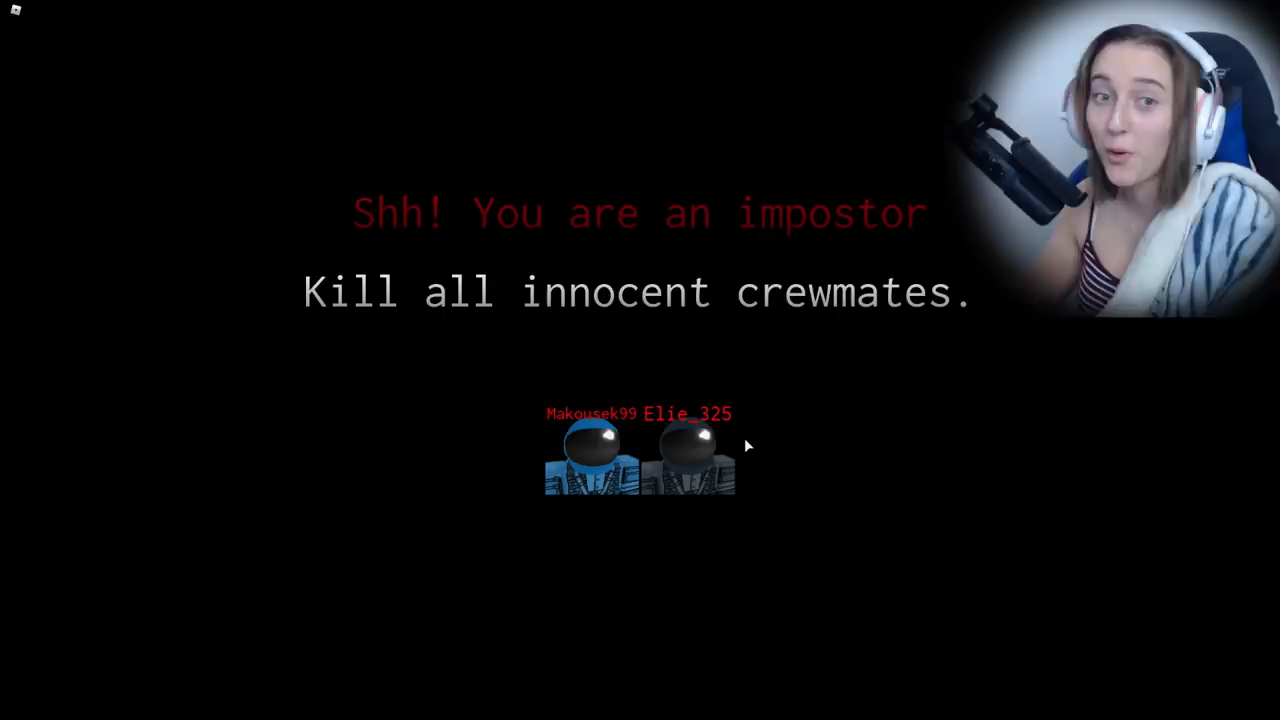 Shh! You are an impostor
Kill all innocent crewmates.
Makousek99 Elie_325